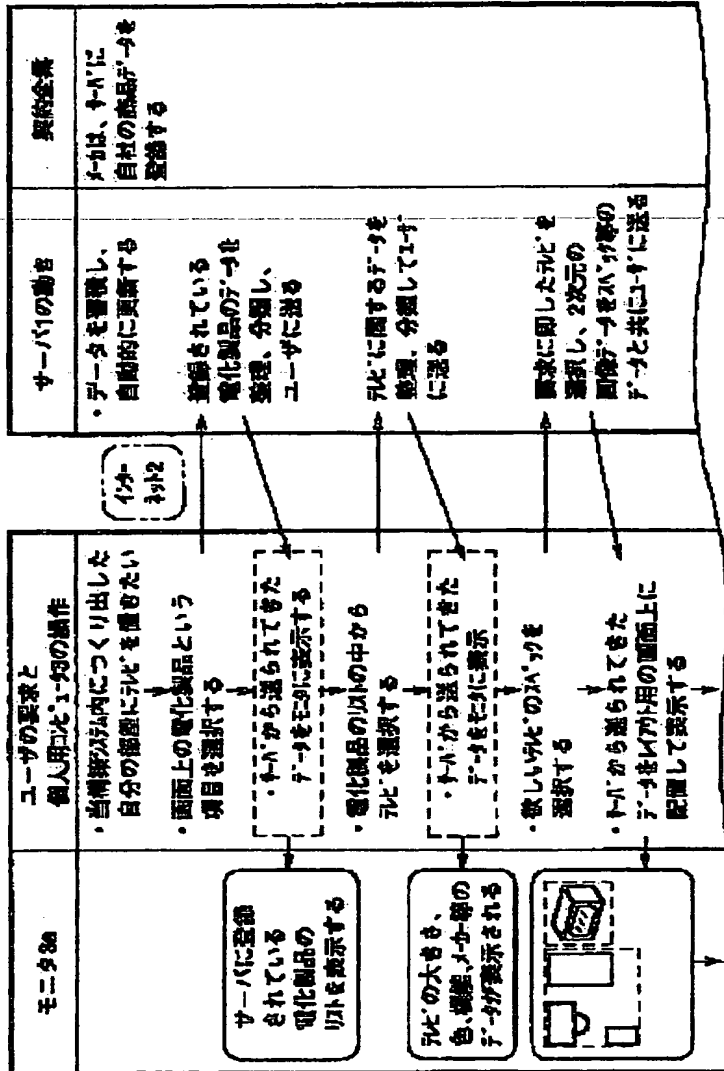 モニタ3a
サーバに登録
されている
電化製品の
リストを表示する
テレビの大きさ、
色、機能、メーカー等の
データが表示される
ユーザの要求と
個人用コンピュータ3の操作
・当構築システム内につくり出した
自分の部屋にテレビを置きたい
・画面上の電化製品という
項目を選択する
・サーバから送られてきた
データをモニタに表示する
・電化製品のリストの中から
テレビを選択する
・サーバから送られてきた
データをモニタに表示
・欲しいテレビのスペックを
選択する
・サーバから送られてきた
データをレイアウト用の画面上に
配置して表示する
インター
ネット2
サーバ1の動き
・データを蓄積し、
自動的に更新する
登録されている
電化製品のデータを
整理、分類し、
ユーザに送る
テレビに関するデータを
整理、分類してユーザ
に送る
要求に即したテレビを
選択し、2次元の
画像データをスペック等の
データと共にユーザに送る
契約企業
メーカは、サーバに
自社の商品データを
登録する